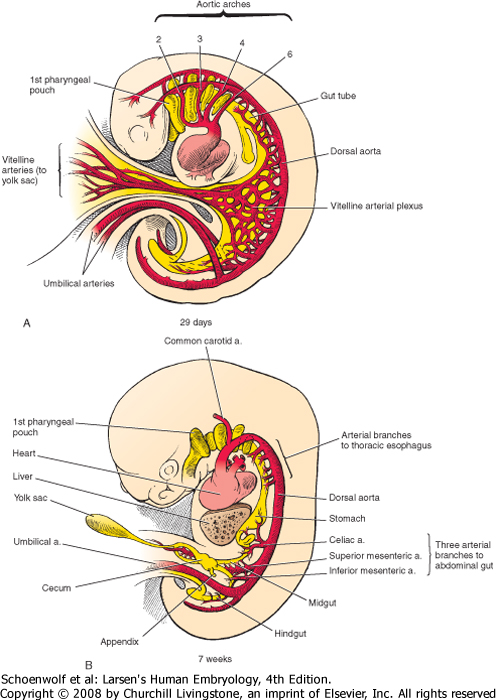 Aortic arches
2
3
4
6
1st pharyngeal
pouch
Gut tube
Dorsal aorta
Vitelline
arteries (to
yolk sac)
Vitelline arterial plexus
Umbilical arteries
A
29 days
Common carotid a.
1st pharyngeal
pouch
Arterial branches
to thoracic esophagus
Heart
Liver
Yolk sac
Dorsal aorta
Stomach
Umbilical a.
Celiac a.
Superior mesenteric a.
Inferior mesenteric a.
Three arterial
branches to
abdominal gut
Cecum
Midgut
Hindgut
Appendix
B
7 weeks
Schoenwolf et al: Larsen's Human Embryology, 4th Edition.
Copyright © 2008 by Churchill Livingstone, an imprint of Elsevier, Inc. All rights reserved